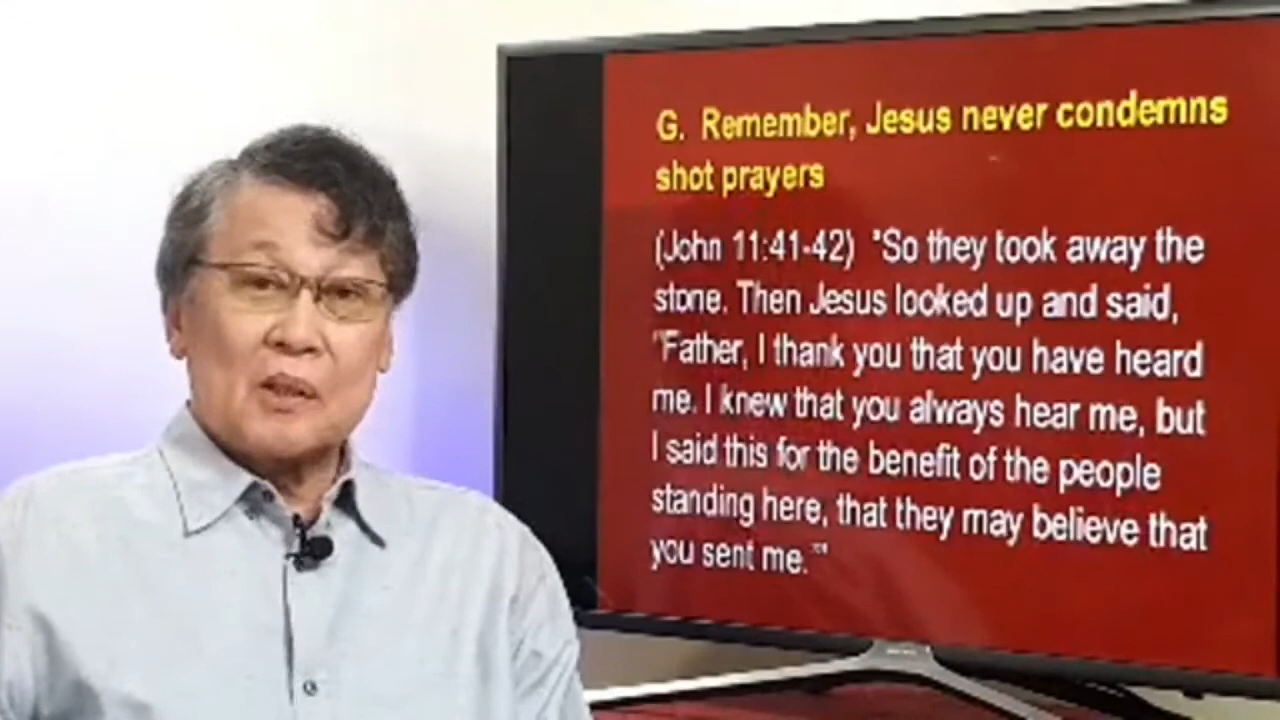 G. Remember, Jesus never condemns
shot prayers
(John 11:41-42) "So they took away the
stone. Then Jesus looked up and said,
"Father, I thank you that you have heard
me. I knew that you always hear me, but
I said this for the benefit of the people
standing here, that they may believe that
you sent me.""